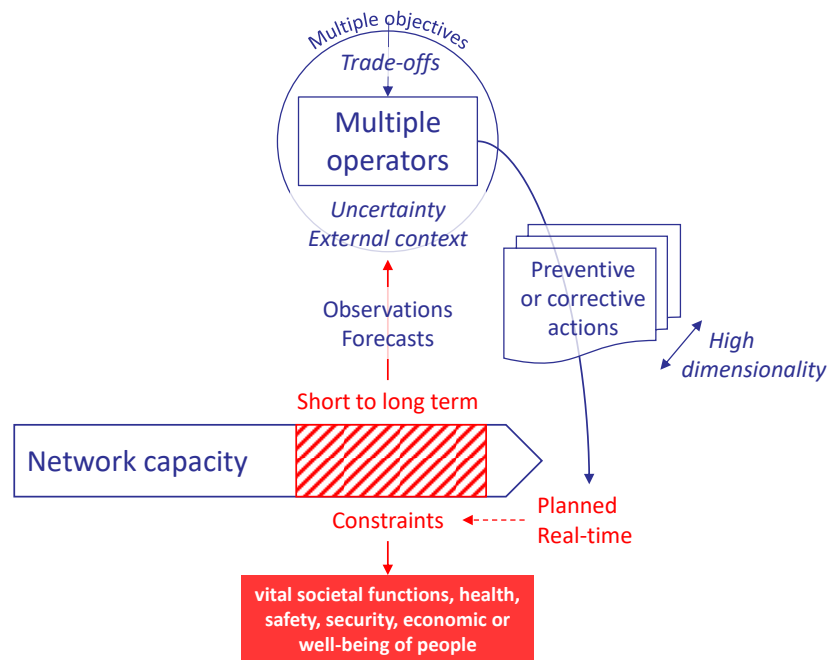 Multiple objectives
Trade-offs
Multiple
operators
Uncertainty
External context
Preventive
or corrective
actions
High
dimensionality
Observations
Forecasts
Short to long term
Network capacity
Constraints
Planned
Real-time
vital societal functions, health,
safety, security, economic or
well-being of people